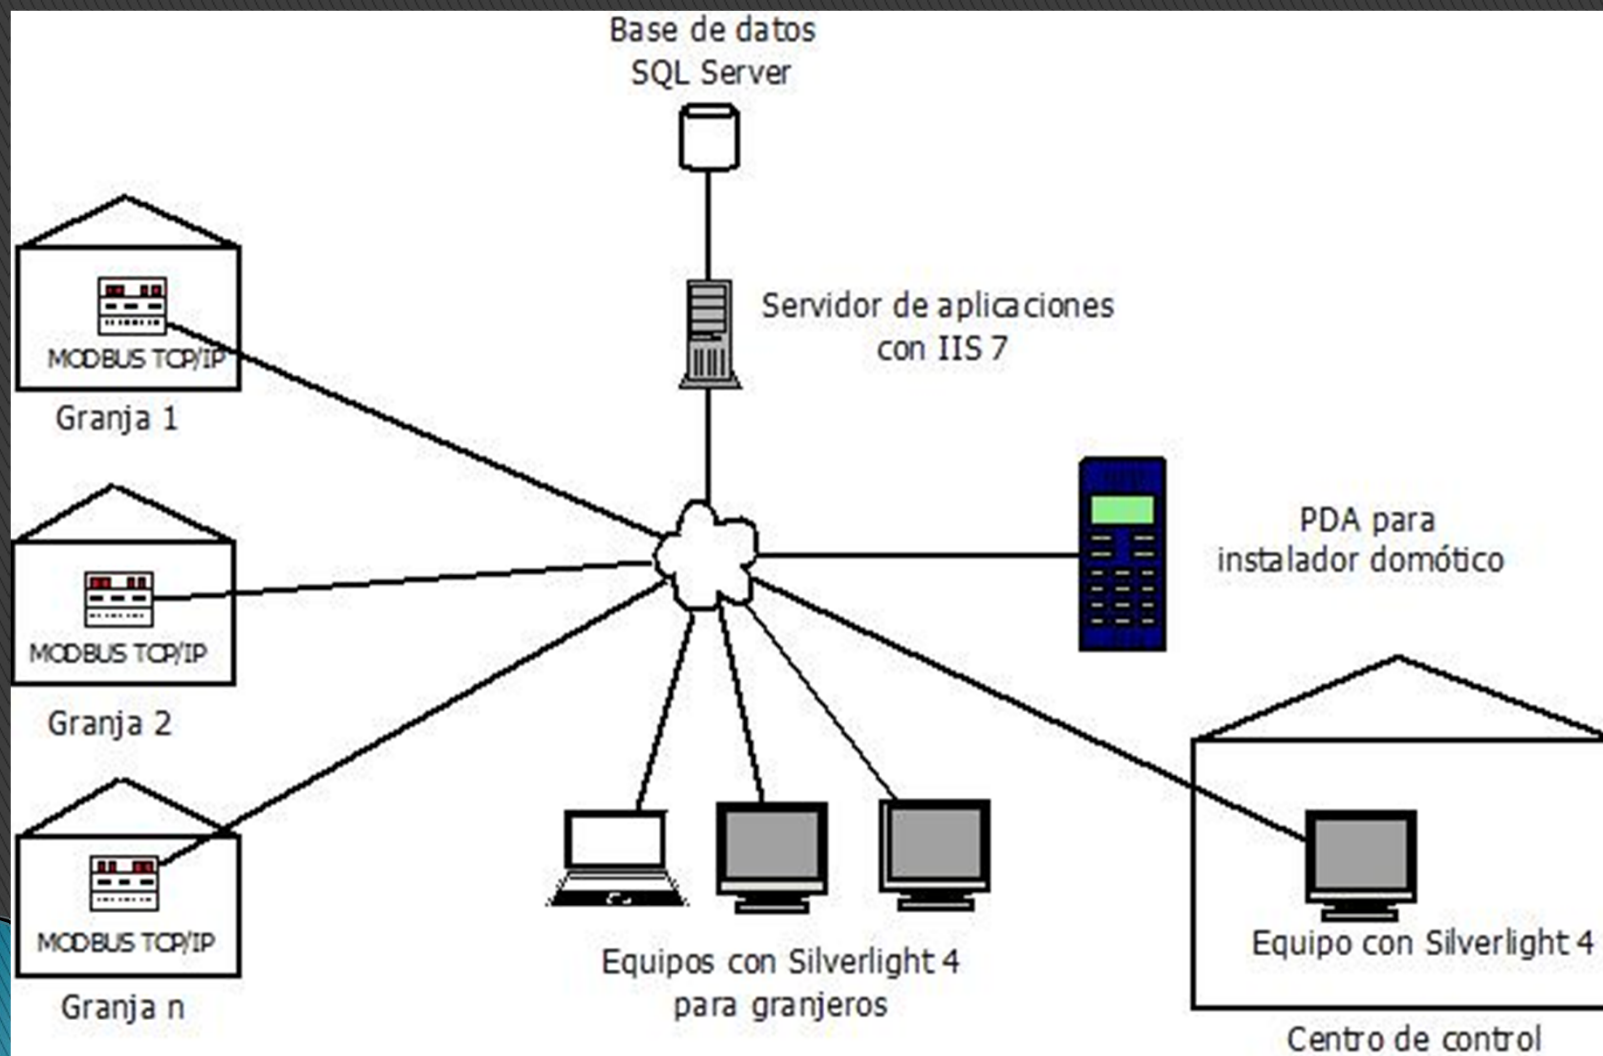 Base de datos
SQL Server
Servidor de aplicaciones
con IIS 7
MODBUS TCP/IP
Granja 1
PDA para
instalador domótico
MODBUS TCP/IP
Granja 2
MODBUS TCP/IP
Granja n
Equipos con Silverlight 4
para granjeros
Equipo con Silverlight 4
Centro de control